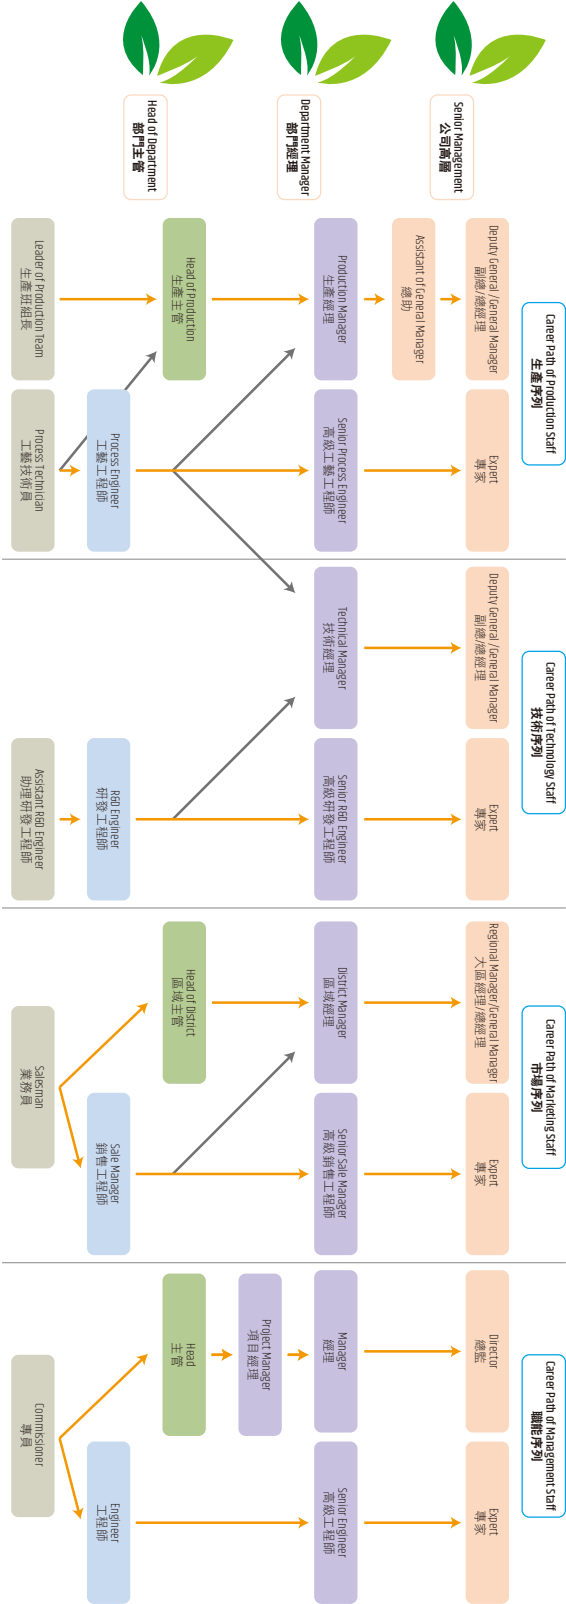 Head of Department
部門主管
Department Manager
部門經理
Senior Management
公司高層
Career Path of Production Staff
生產序列
Leader of Production Team
生產班組長
Head of Production
生產主管
Production Manager
生產經理
Assistant of General Manager
總助
Deputy General /General Manager
副總/總經理
Process Technician
工藝技術員
Process Engineer
工藝工程師
Senior Process Engineer
高級工藝工程師
Expert
專家
Career Path of Technology Staff
技術序列
Technical Manager
技術經理
Deputy General /General Manager
副總/總經理
Assistant R&D Engineer
助理研發工程師
R&D Engineer
研發工程師
Senior R&D Engineer
高級研發工程師
Expert
專家
Career Path of Marketing Staff
市場序列
Salesman
業務員
Head of District
區域主管
District Manager
區域經理
Regional Manager/General Manager
大區經理/總經理
Sale Manager
銷售工程師
Senior Sale Manager
高級銷售工程師
Expert
專家
Career Path of Management Staff
職能序列
Commissioner
專員
Head
主管
Project Manager
項目經理
Manager
經理
Director
總監
Engineer
工程師
Senior Engineer
高級工程師
Expert
專家